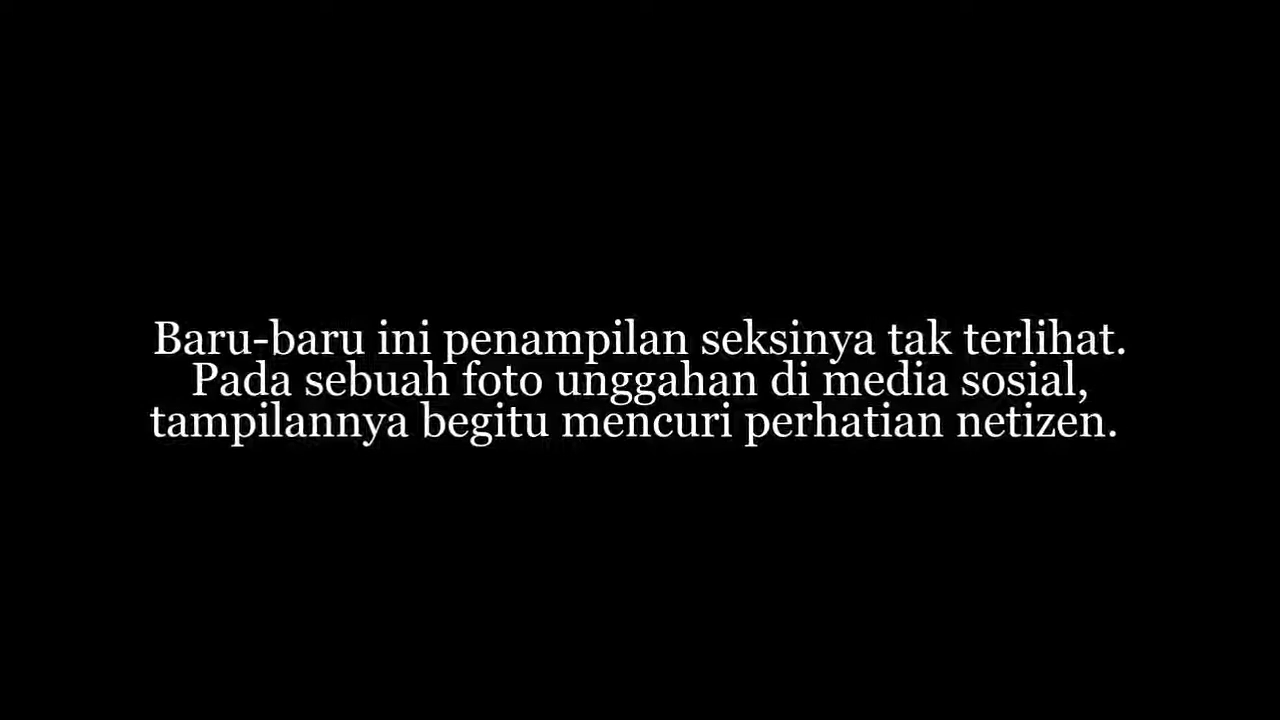 Baru-baru ini penampilan seksinya tak terlihat.
Pada sebuah foto unggahan di media sosial,
tampilannya begitu mencuri perhatian netizen.